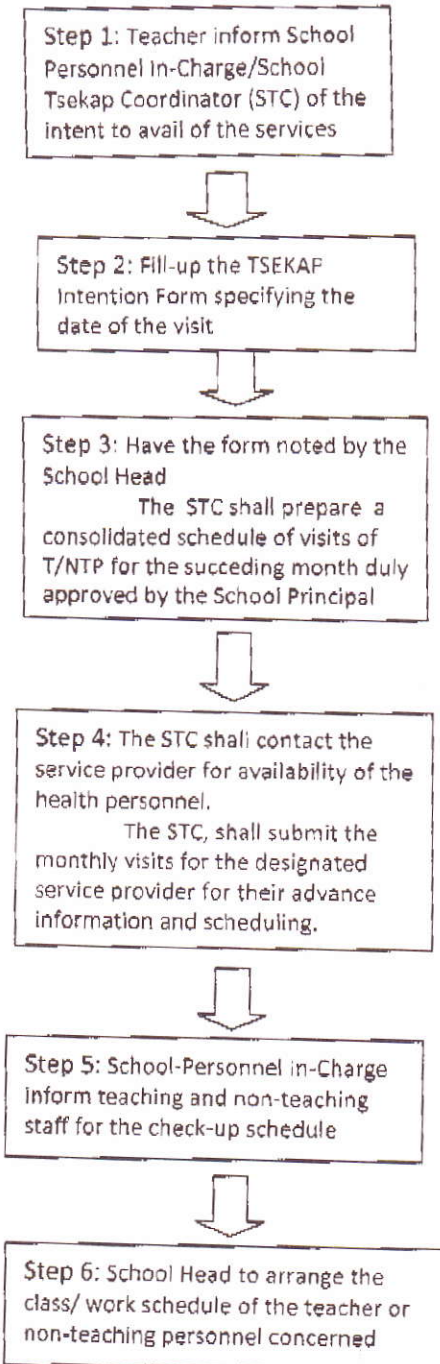 Step 1: Teacher inform School
Personnel In-Charge/School
Tsekap Coordinator (STC) of the
intent to avail of the services
Step 2: Fill-up the TSEKAP
Intention Form specifying the
date of the visit
Step 3: Have the form noted by the
School Head
The STC shall prepare a
consolidated schedule of visits of
T/NTP for the succeding month duly
approved by the School Principal
Step 4: The STC shall contact the
service provider for availability of the
health personnel.
The STC, shall submit the
monthly visits for the designated
service provider for their advance
information and scheduling.
Step 5: School-Personnel in-Charge
inform teaching and non-teaching
staff for the check-up schedule
Step 6: School Head to arrange the
class/ work schedule of the teacher or
non-teaching personnel concerned